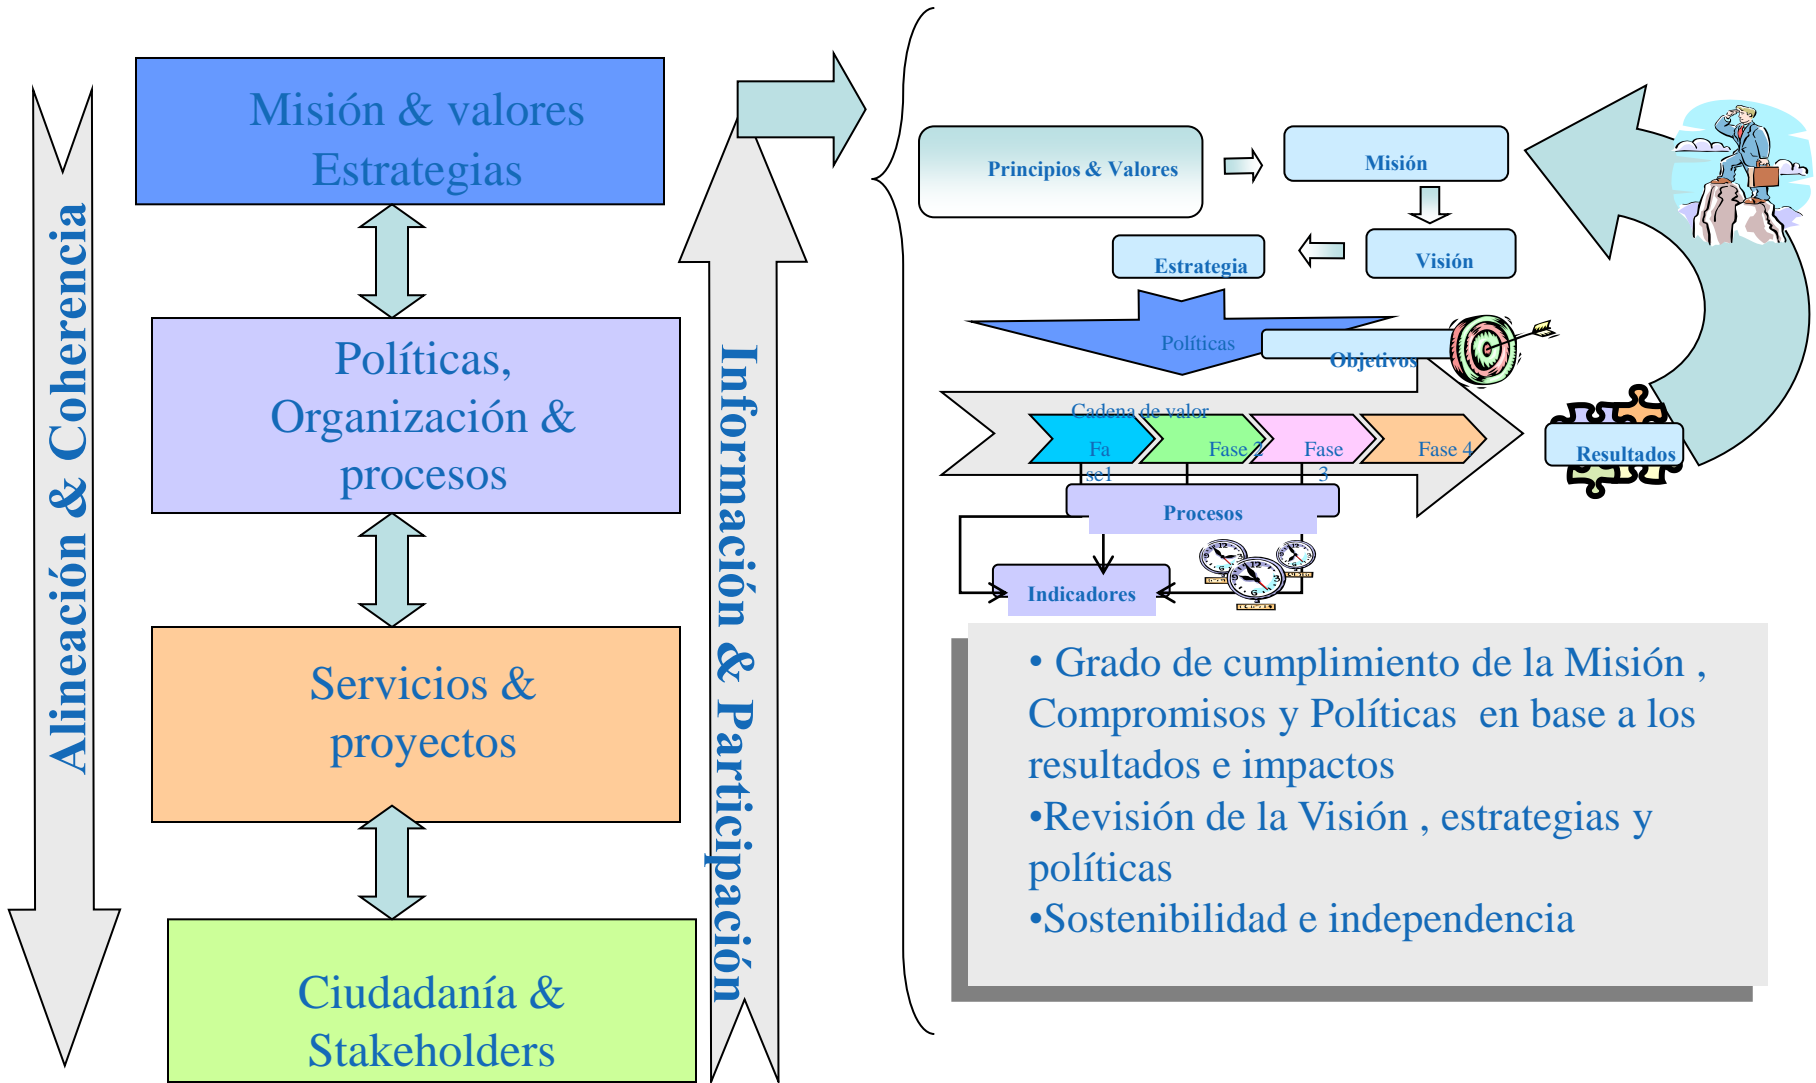 Misión & valores
Estrategias
Políticas,
Organización &
procesos
Servicios &
proyectos
Ciudadanía &
Stakeholders
Alineación & Coherencia
Información & Participación
Principios & Valores
Misión
Visión
Estrategia
Políticas
Objetivos
Cadena de valor
Fa
se1
Fase 2
Fase
3
Fase 4
Resultados
Procesos
Indicadores
• Grado de cumplimiento de la Misión ,
Compromisos y Políticas en base a los
resultados e impactos
•Revisión de la Visión , estrategias y
políticas
•Sostenibilidad e independencia